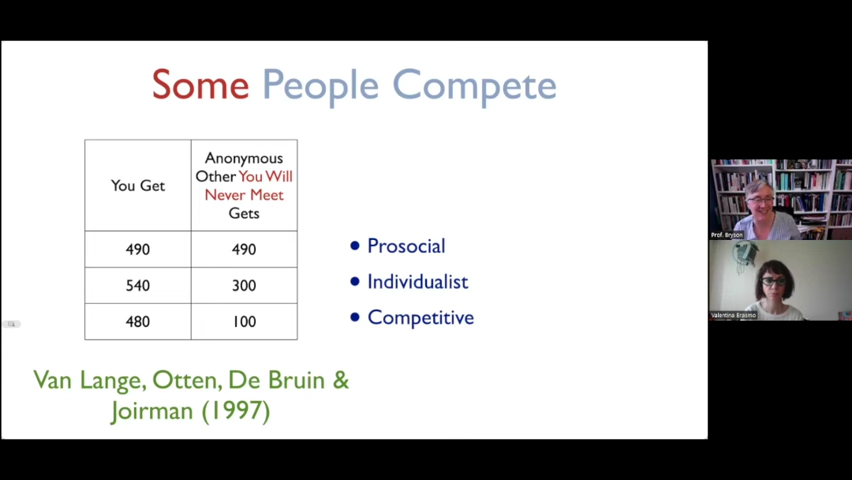 Some People Compete
You Get
Anonymous
Other You Will
Never Meet
Gets
490 490
540 300
480 100
• Prosocial
• Individualist
• Competitive
Van Lange, Otten, De Bruin &
Joirman (1997)
Prof. Bryson
Valentina Erasmo